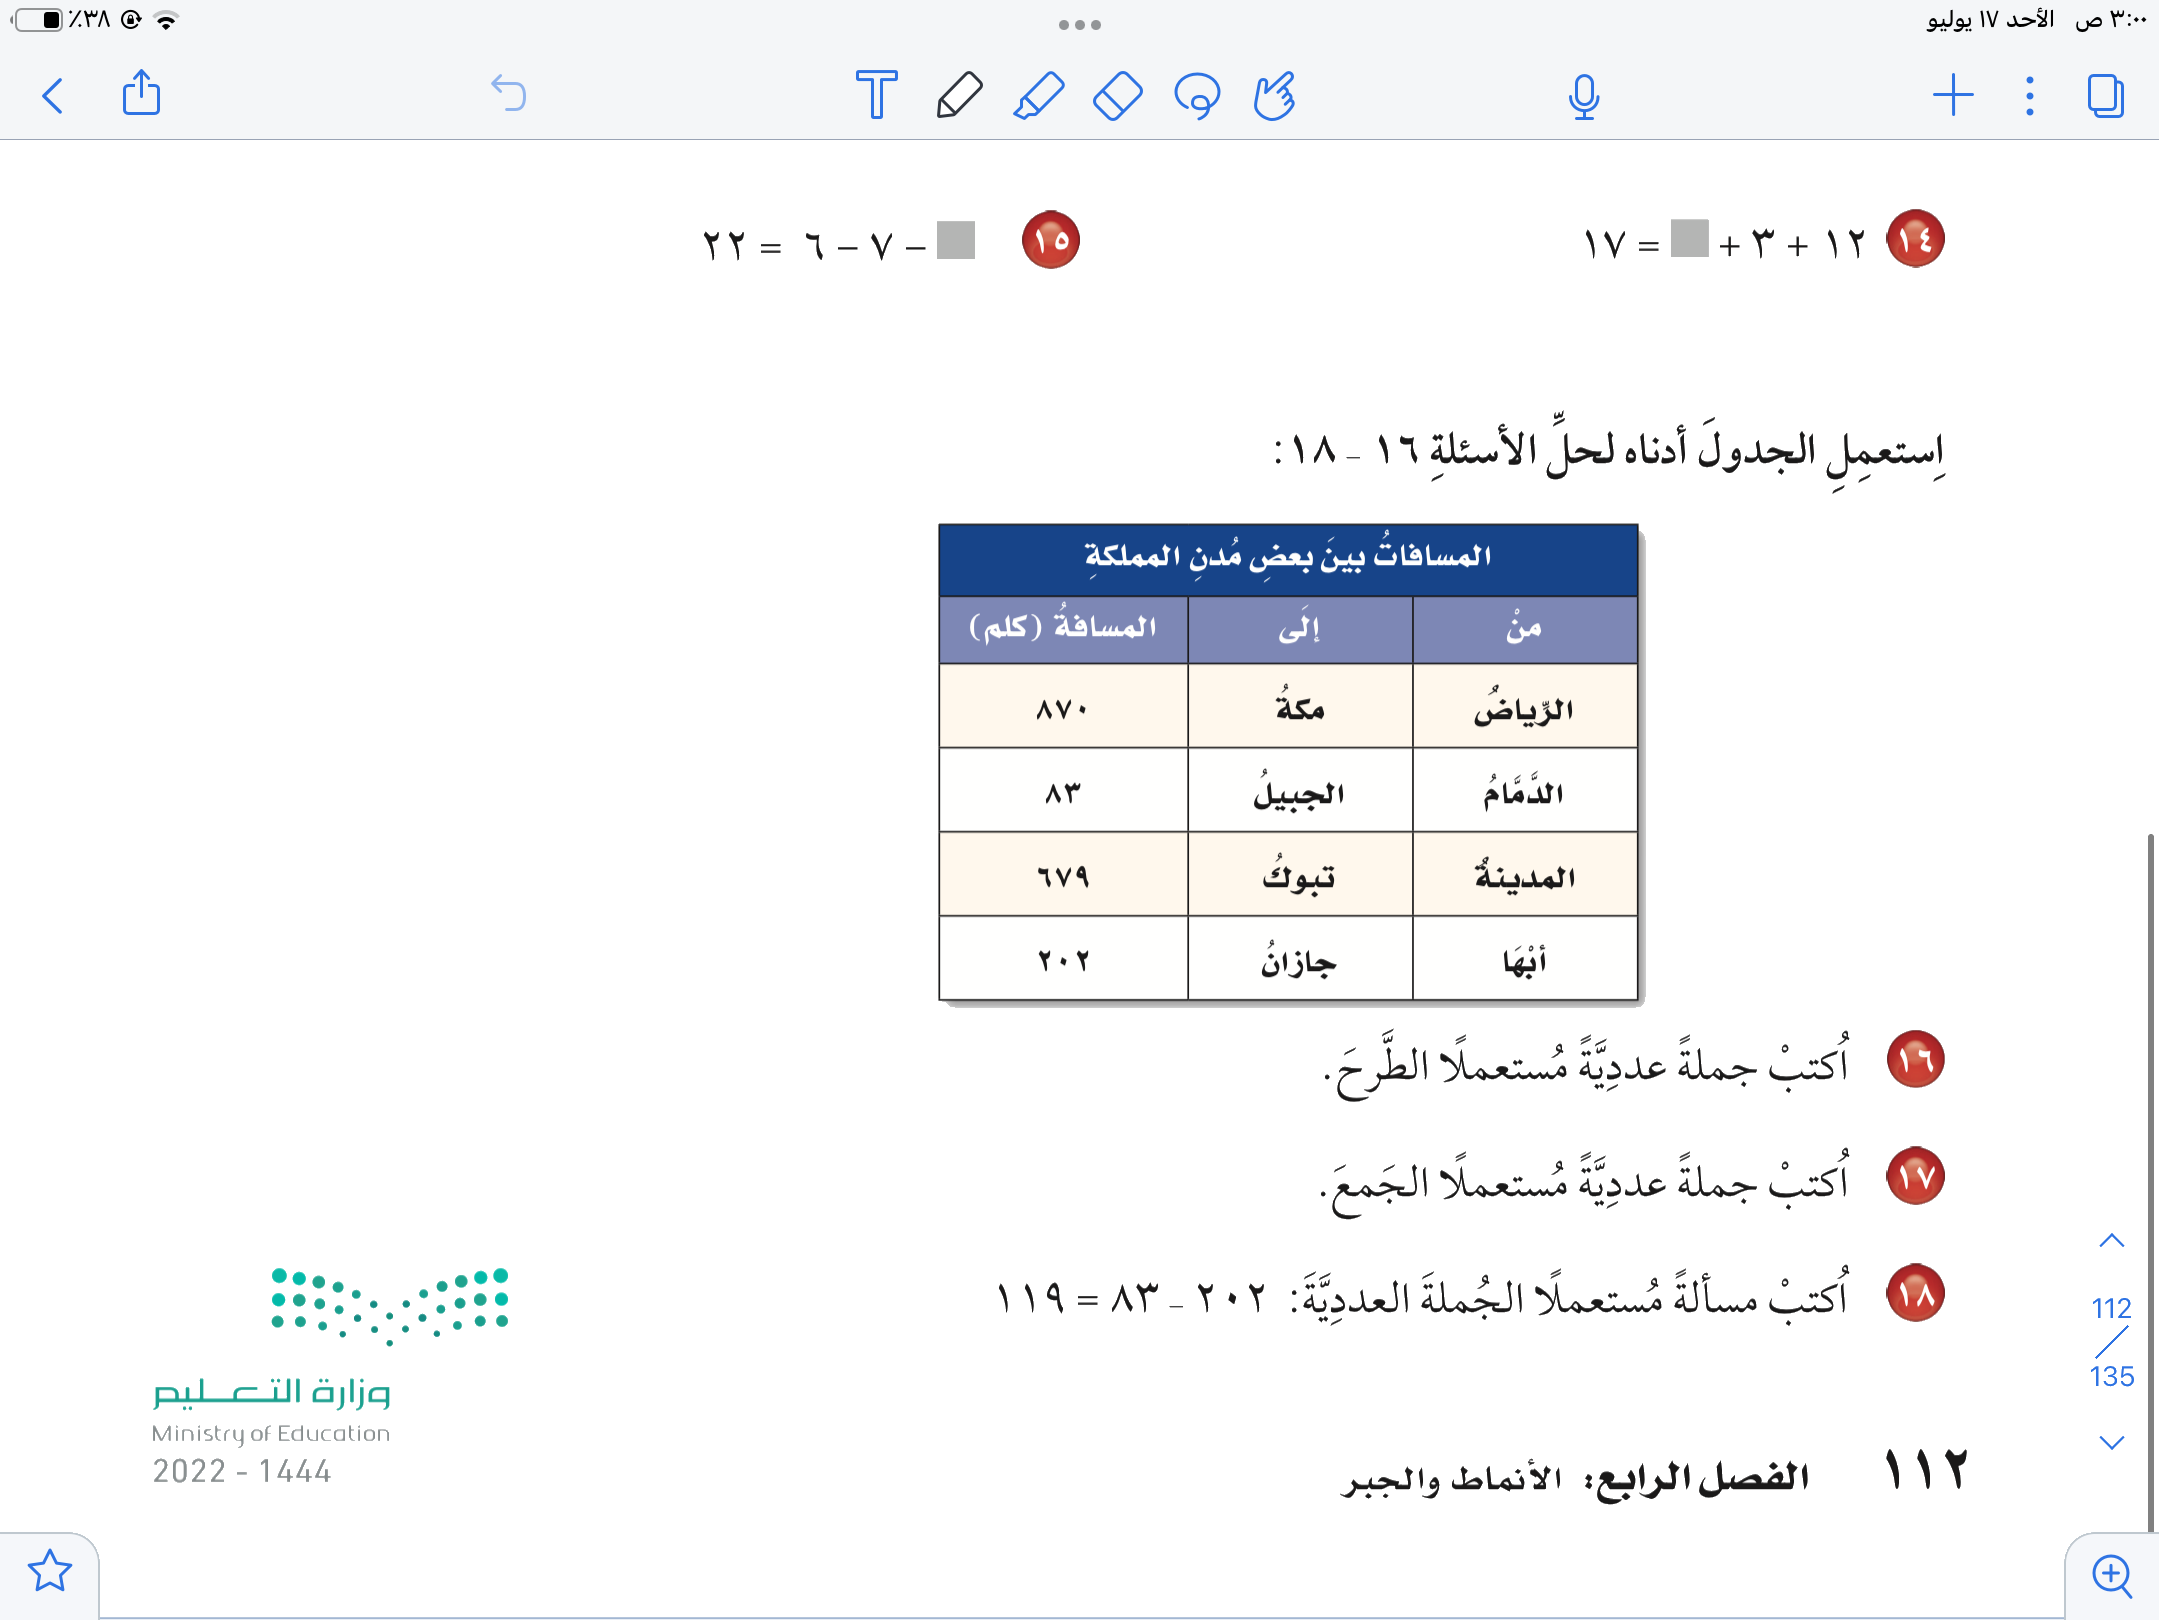 ٣:٠٠ ص الأحد ١٧ يوليو
٪٣٨
١٤ ١٢ + ٣ + = ١٧
١٥ − ٧ − ٦ = ٢٢
اِستعمِلِ الجدولَ أدناه لحلِّ الأسئلةِ ١٦ - ١٨:
المسافاتُ بينَ بعضِ مُدنِ المملكةِ
منْ إلَى المسافةُ (كلم)
الرِّياضُ مكةُ ٨٧٠
الدَّمَّامُ الجبيلُ ٨٣
المدينةُ تبوكُ ٦٧٩
أبْهَا جازانُ ٢٠٢
١٦ اُكتبْ جملةً عددِيَّةً مُستعملًا الطَّرحَ.
١٧ اُكتبْ جملةً عددِيَّةً مُستعملًا الجَمعَ.
١٨ اُكتبْ مسألةً مُستعملًا الجُملةَ العددِيَّةَ: ٢٠٢ - ٨٣ = ١١٩
112
135
وزارة التعليم
Ministry of Education
2022 - 1444
١١٢ الفصل الرابع: الأنماط والجبر